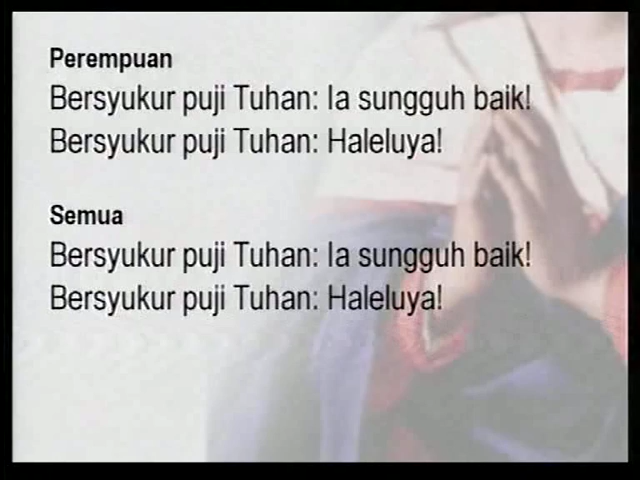 Perempuan
Bersyukur puji Tuhan: Ia sungguh baik!
Bersyukur puji Tuhan: Haleluya!
Semua
Bersyukur puji Tuhan: Ia sungguh baik!
Bersyukur puji Tuhan: Haleluya!